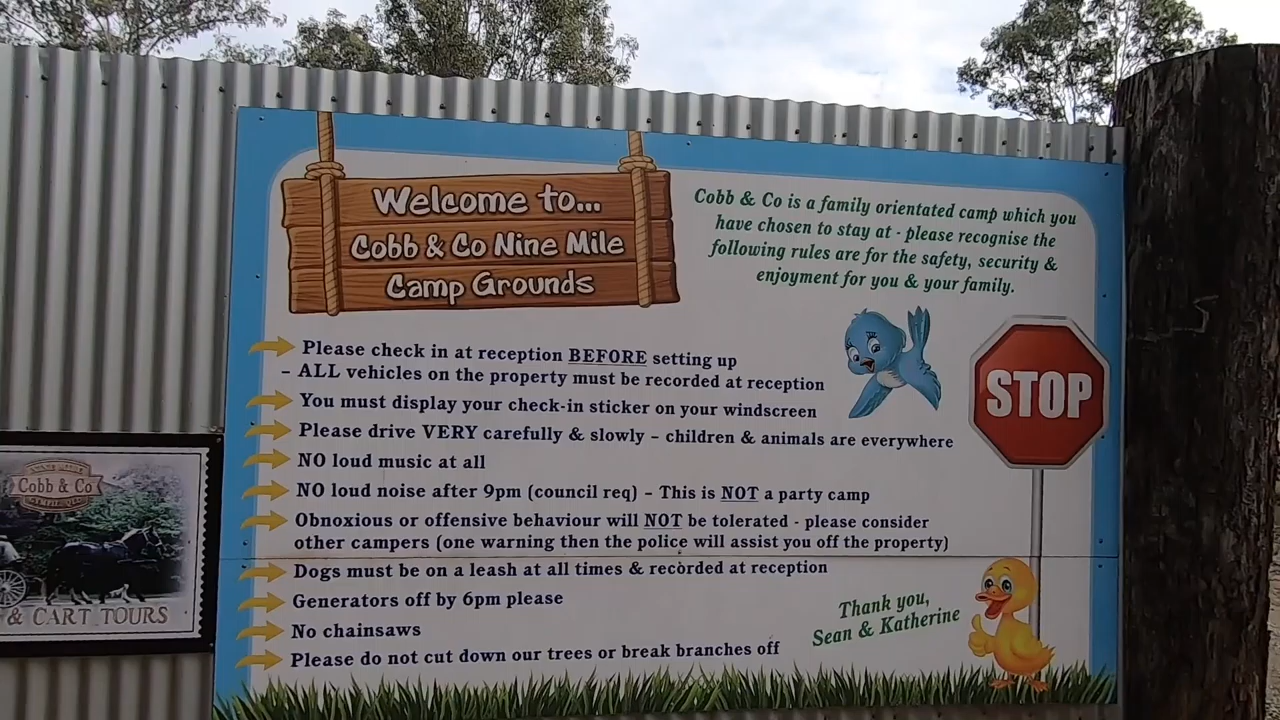 Welcome to...
Cobb & Co Nine Mile
Camp Grounds
Cobb & Co is a family orientated camp which you
have chosen to stay at - please recognise the
following rules are for the safety, security &
enjoyment for you & your family.
Please check in at reception BEFORE setting up
– ALL vehicles on the property must be recorded at reception
You must display your check-in sticker on your windscreen
Please drive VERY carefully & slowly – children & animals are everywhere
NO loud music at all
NO loud noise after 9pm (council req) – This is NOT a party camp
Obnoxious or offensive behaviour will NOT be tolerated - please consider
other campers (one warning then the police will assist you off the property)
Dogs must be on a leash at all times & recorded at reception
Generators off by 6pm please
No chainsaws
Please do not cut down our trees or break branches off
STOP
Thank you,
Sean & Katherine
Cobb & Co
& CART TOURS